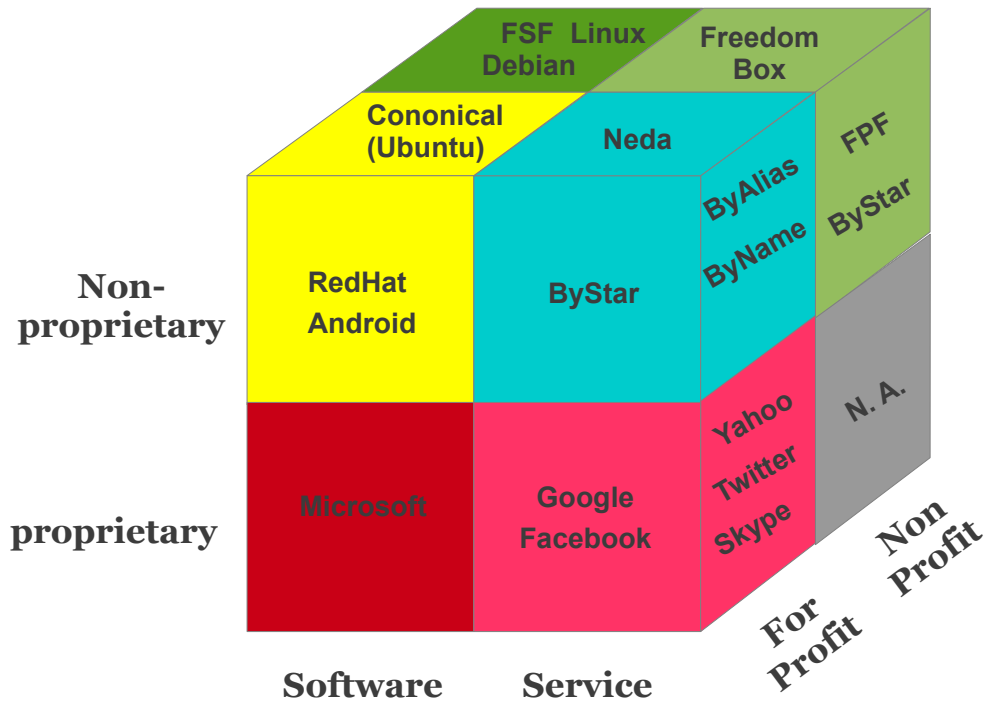 FSF Linux
Debian
Freedom
Box
Cononical
(Ubuntu)
Neda
FPF
ByStar
ByAlias
ByName
Non-
proprietary
RedHat
Android
ByStar
N. A.
Yahoo
Twitter
Skype
proprietary
Microsoft
Google
Facebook
Non
Profit
For
Profit
Software
Service